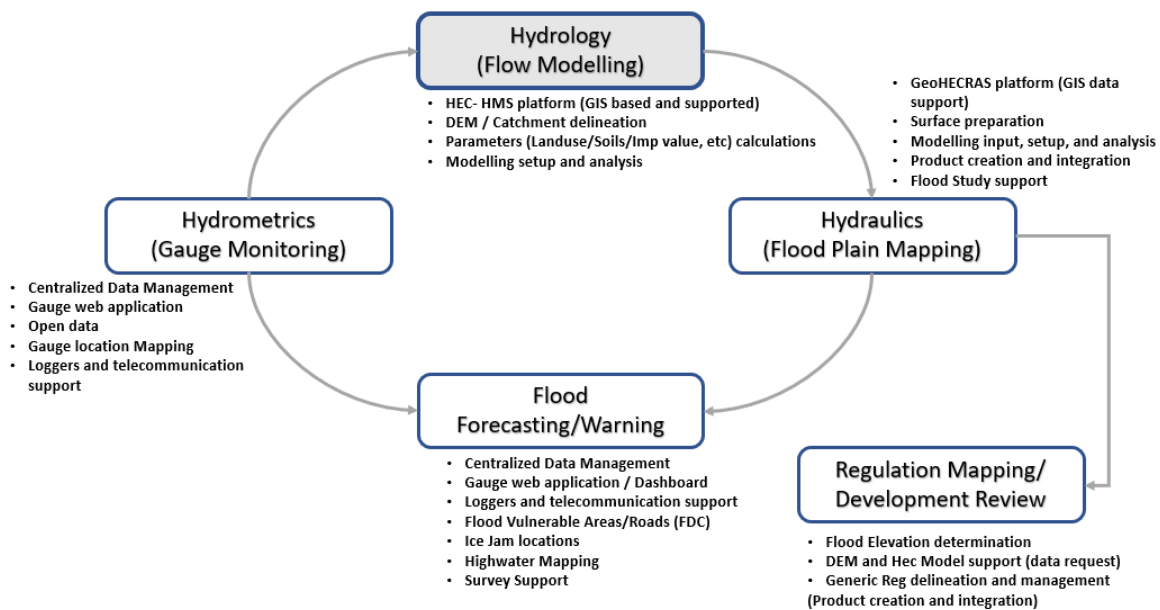 Hydrology
(Flow Modelling)
• HEC- HMS platform (GIS based and supported)
• DEM / Catchment delineation
• Parameters (Landuse/Soils/Imp value, etc) calculations
• Modelling setup and analysis
• GeoHECRAS platform (GIS data
support)
• Surface preparation
• Modelling input, setup, and analysis
• Product creation and integration
• Flood Study support
Hydrometrics
(Gauge Monitoring)
• Centralized Data Management
• Gauge web application
• Open data
• Gauge location Mapping
• Loggers and telecommunication
support
Hydraulics
(Flood Plain Mapping)
Flood
Forecasting/Warning
• Centralized Data Management
• Gauge web application / Dashboard
• Loggers and telecommunication support
• Flood Vulnerable Areas/Roads (FDC)
• Ice Jam locations
• Highwater Mapping
• Survey Support
Regulation Mapping/
Development Review
• Flood Elevation determination
• DEM and Hec Model support (data request)
• Generic Reg delineation and management
(Product creation and integration)